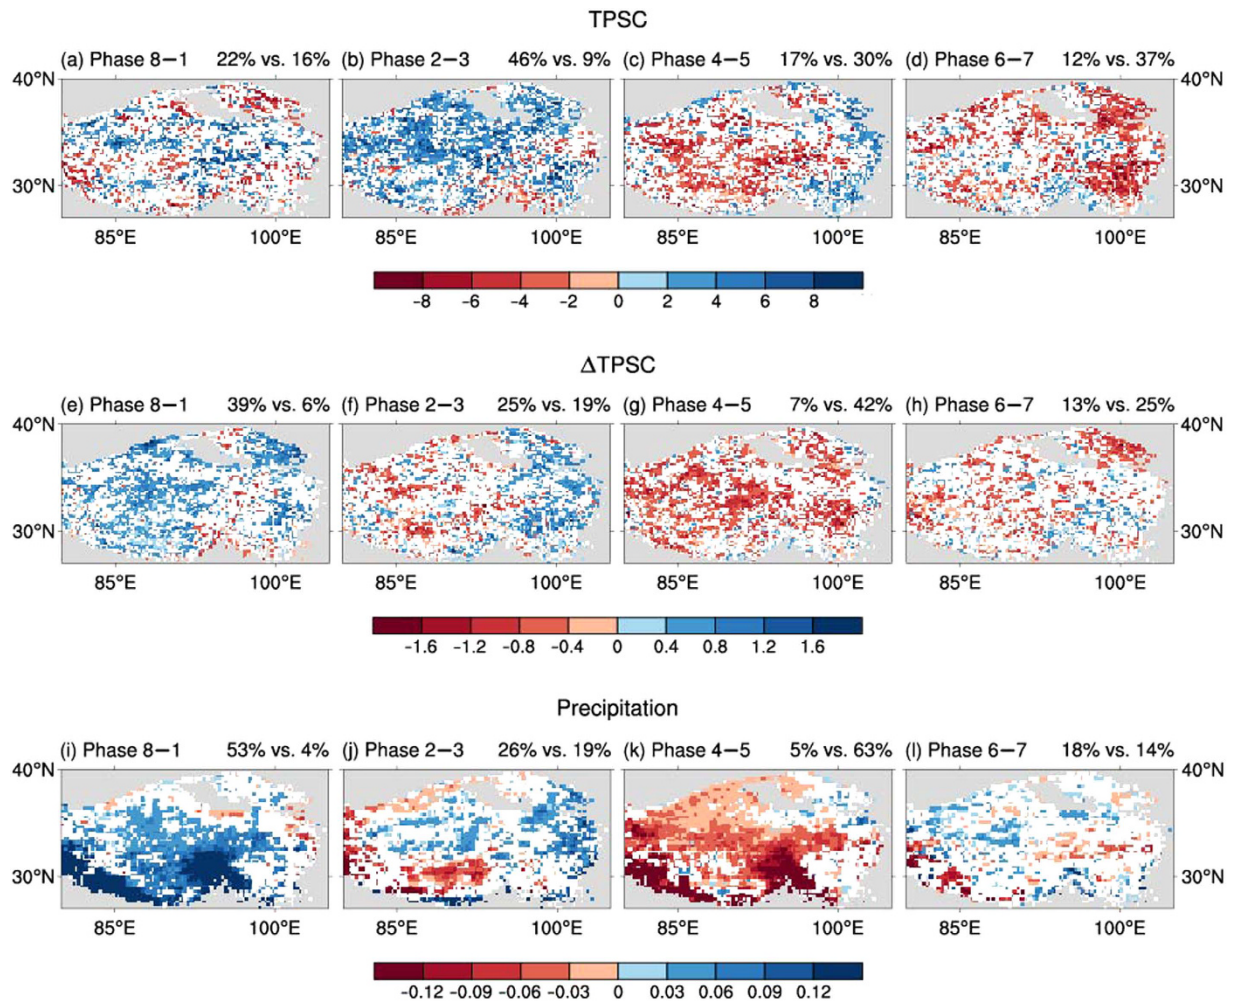 TPSC
(a) Phase 8−1 22% vs. 16% (b) Phase 2−3 46% vs. 9% (c) Phase 4−5 17% vs. 30% (d) Phase 6−7 12% vs. 37%
40°N 40°N
30°N 30°N
85°E 100°E 85°E 100°E 85°E 100°E 85°E 100°E
-8 -6 -4 -2 0 2 4 6 8
ΔTPSC
(e) Phase 8−1 39% vs. 6% (f) Phase 2−3 25% vs. 19% (g) Phase 4−5 7% vs. 42% (h) Phase 6−7 13% vs. 25%
40°N 40°N
30°N 30°N
85°E 100°E 85°E 100°E 85°E 100°E 85°E 100°E
-1.6 -1.2 -0.8 -0.4 0 0.4 0.8 1.2 1.6
Precipitation
(i) Phase 8−1 53% vs. 4% (j) Phase 2−3 26% vs. 19% (k) Phase 4−5 5% vs. 63% (l) Phase 6−7 18% vs. 14%
40°N 40°N
30°N 30°N
85°E 100°E 85°E 100°E 85°E 100°E 85°E 100°E
-0.12 -0.09 -0.06 -0.03 0 0.03 0.06 0.09 0.12